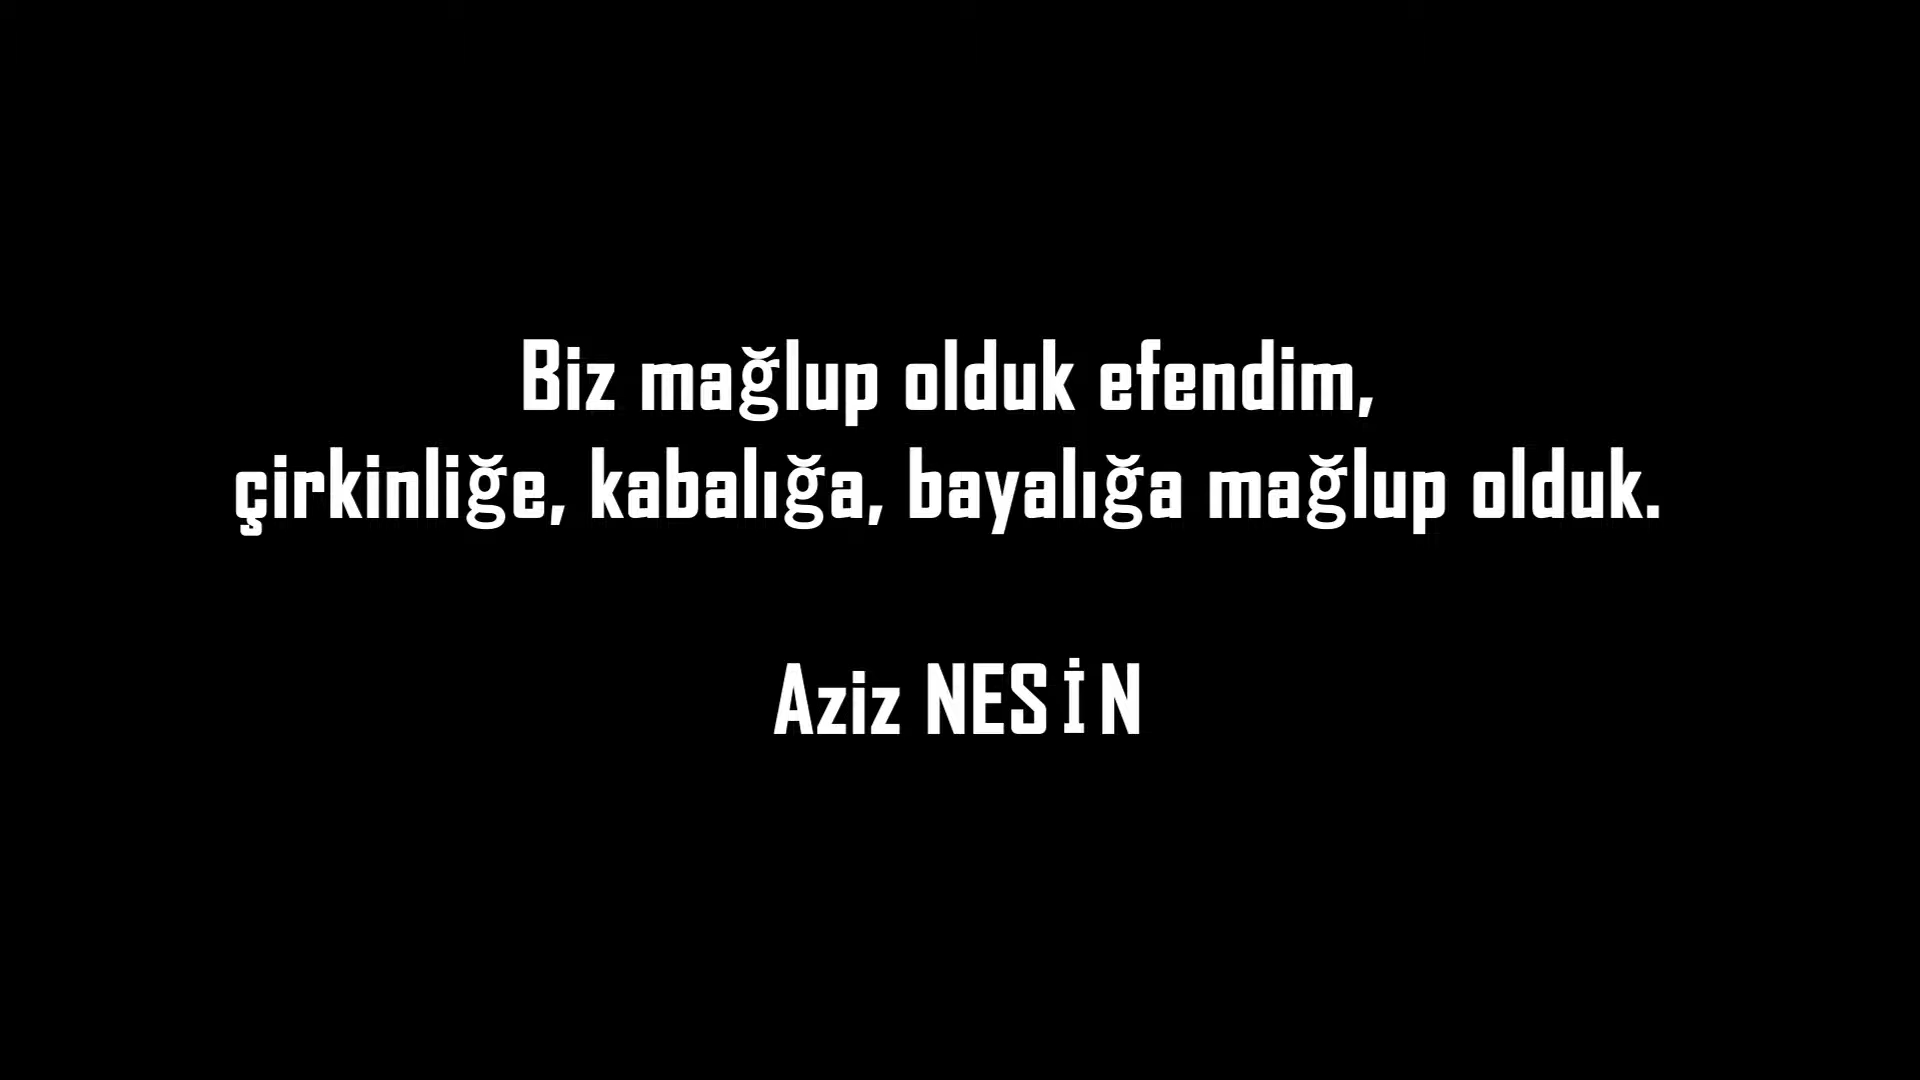 Biz mağlup olduk efendim,
çirkinliğe, kabalığa, bayalığa mağlup olduk.
Aziz NESİN